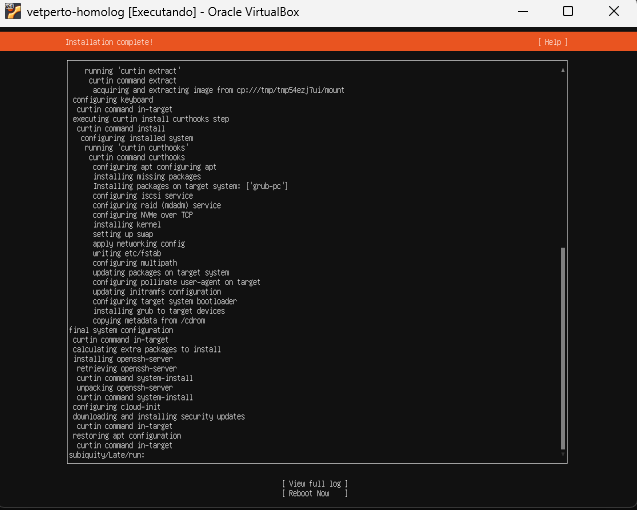 vetperto-homolog [Executando] - Oracle VirtualBox
Installation complete! [ Help ]
running 'curtin extract'
curtin command extract
acquiring and extracting image from cp:///tmp/tmp54ezj7ui/mount
configuring keyboard
curtin command in-target
executing curtin install curthooks step
curtin command install
configuring installed system
running 'curtin curthooks'
curtin command curthooks
configuring apt configuring apt
installing missing packages
Installing packages on target system: ['grub-pc']
configuring iscsi service
configuring raid (mdadm) service
configuring NVMe over TCP
installing kernel
setting up swap
apply networking config
writing etc/fstab
configuring multipath
updating packages on target system
configuring pollinate user-agent on target
updating initramfs configuration
configuring target system bootloader
installing grub to target devices
copying metadata from /cdrom
final system configuration
curtin command in-target
calculating extra packages to install
installing openssh-server
retrieving openssh-server
curtin command system-install
unpacking openssh-server
curtin command system-install
configuring cloud-init
downloading and installing security updates
curtin command in-target
restoring apt configuration
curtin command in-target
subiquity/Late/run:
[ View full log ]
[ Reboot Now ]